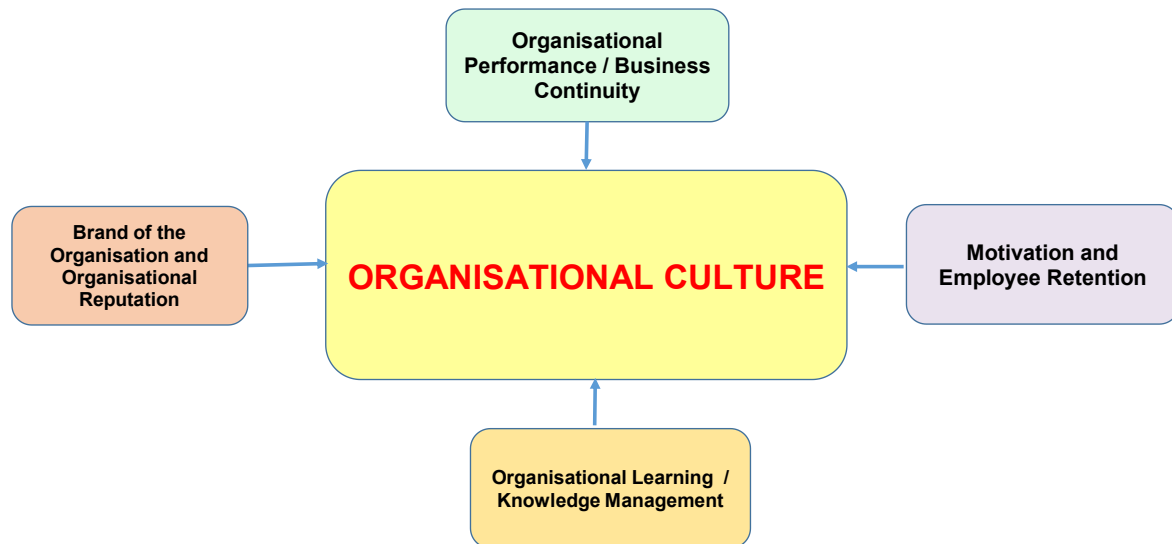 Organisational
Performance / Business
Continuity
Brand of the
Organisation and
Organisational
Reputation
ORGANISATIONAL CULTURE
Motivation and
Employee Retention
Organisational Learning /
Knowledge Management